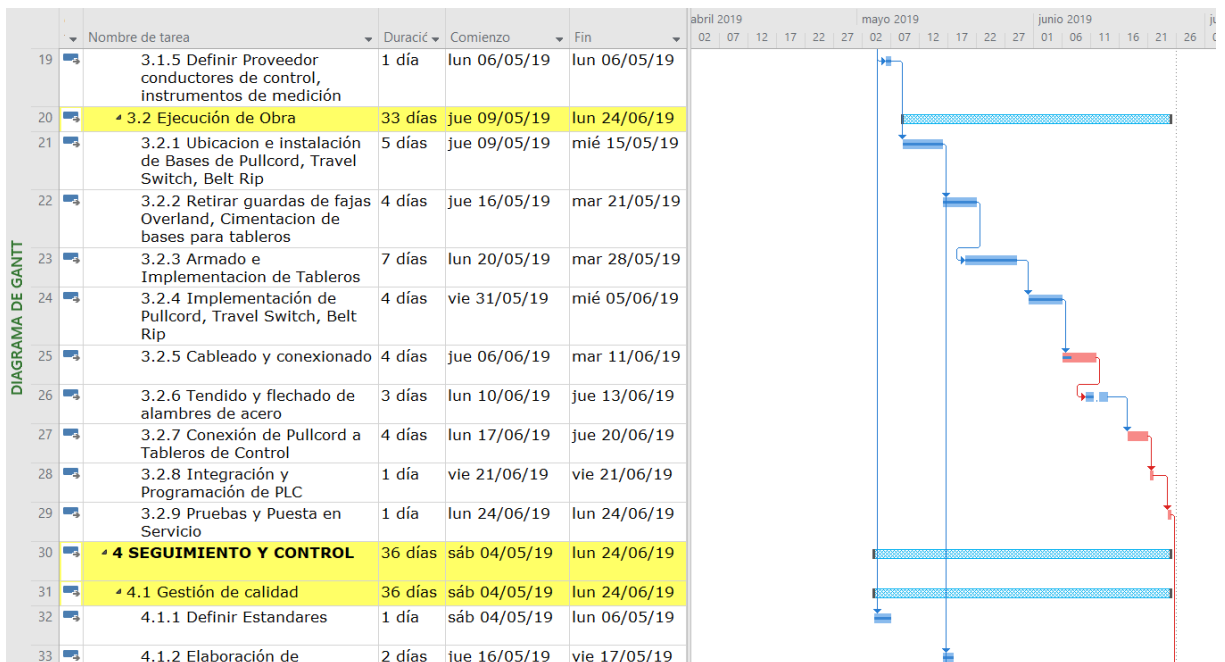 abril 2019 mayo 2019 junio 2019
Nombre de tarea Duracić Comienzo Fin 02 07 12 17 22 27 02 07 12 17 22 27 01 06 11 16 21 26
19 3.1.5 Definir Proveedor 1 día lun 06/05/19 lun 06/05/19
conductores de control,
instrumentos de medición
20 3.2 Ejecución de Obra 33 días jue 09/05/19 lun 24/06/19
21 3.2.1 Ubicacion e instalación 5 días jue 09/05/19 mié 15/05/19
de Bases de Pullcord, Travel
Switch, Belt Rip
22 3.2.2 Retirar guardas de fajas 4 días jue 16/05/19 mar 21/05/19
Overland, Cimentacion de
bases para tableros
23 3.2.3 Armado e 7 días lun 20/05/19 mar 28/05/19
Implementacion de Tableros
24 3.2.4 Implementación de 4 días vie 31/05/19 mié 05/06/19
Pullcord, Travel Switch, Belt
Rip
25 3.2.5 Cableado y conexionado 4 días jue 06/06/19 mar 11/06/19
26 3.2.6 Tendido y flechado de 3 días lun 10/06/19 jue 13/06/19
alambres de acero
27 3.2.7 Conexión de Pullcord a 4 días lun 17/06/19 jue 20/06/19
Tableros de Control
28 3.2.8 Integración y 1 día vie 21/06/19 vie 21/06/19
Programación de PLC
29 3.2.9 Pruebas y Puesta en 1 día lun 24/06/19 lun 24/06/19
Servicio
30 4 SEGUIMIENTO Y CONTROL 36 días sáb 04/05/19 lun 24/06/19
31 4.1 Gestión de calidad 36 días sáb 04/05/19 lun 24/06/19
32 4.1.1 Definir Estandares 1 día sáb 04/05/19 lun 06/05/19
33 4.1.2 Elaboración de 2 días jue 16/05/19 vie 17/05/19
DIAGRAMA DE GANTT